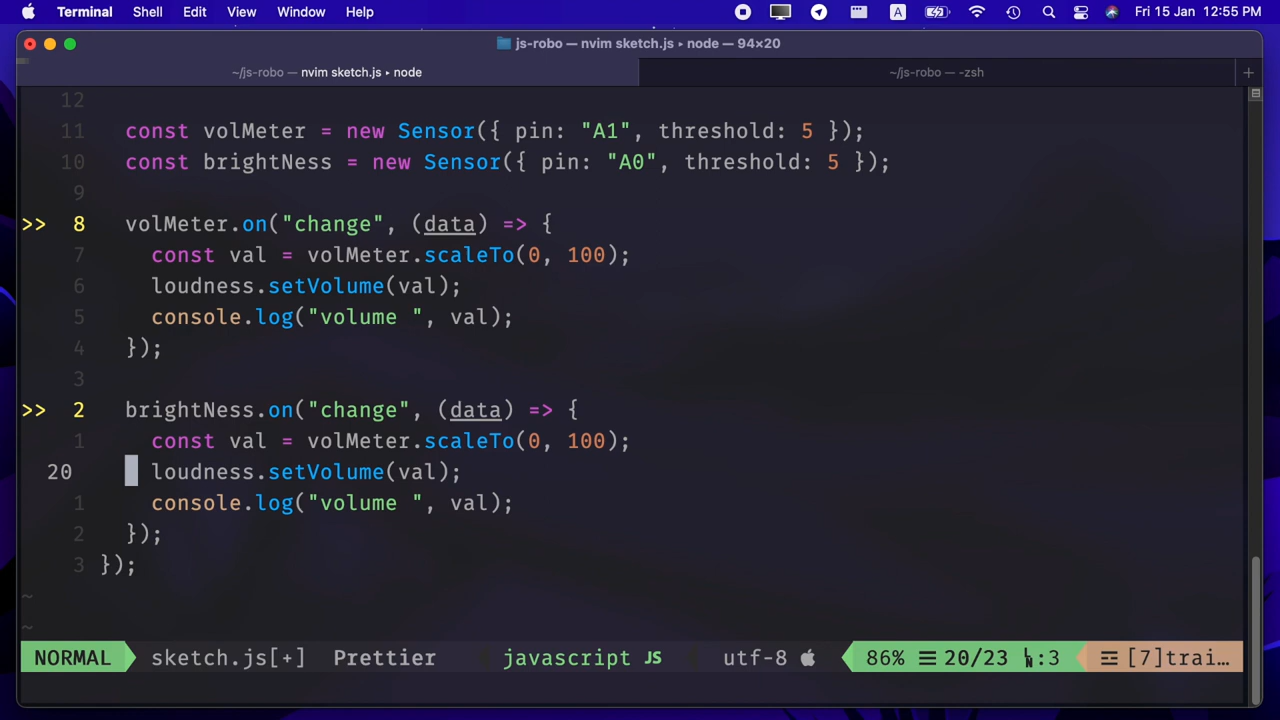 Terminal Shell Edit View Window Help A Fri 15 Jan 12:55 PM
js-robo — nvim sketch.js ▸ node — 94×20
~/js-robo — nvim sketch.js ▸ node ~/js-robo — -zsh +
12
11 const volMeter = new Sensor({ pin: "A1", threshold: 5 });
10 const brightNess = new Sensor({ pin: "A0", threshold: 5 });
9
>> 8 volMeter.on("change", (data) => {
7 const val = volMeter.scaleTo(0, 100);
6 loudness.setVolume(val);
5 console.log("volume ", val);
4 });
3
>> 2 brightNess.on("change", (data) => {
1 const val = volMeter.scaleTo(0, 100);
20 loudness.setVolume(val);
1 console.log("volume ", val);
2 });
3 });
~
~
NORMAL sketch.js[+] Prettier javascript JS utf-8 86% ☰ 20/23 LN:3 ☲ [7]trai…